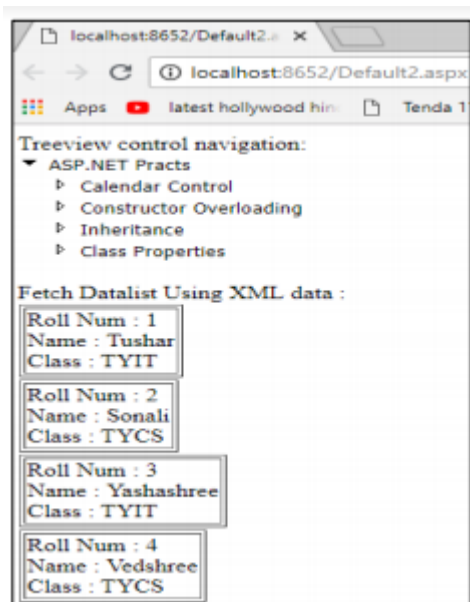 localhost:8652/Default2.a
localhost:8652/Default2.aspx
Apps latest hollywood hin Tenda 1
Treeview control navigation:
ASP.NET Practs
Calendar Control
Constructor Overloading
Inheritance
Class Properties
Fetch Datalist Using XML data :
Roll Num : 1
Name : Tushar
Class : TYIT
Roll Num : 2
Name : Sonali
Class : TYCS
Roll Num : 3
Name : Yashashree
Class : TYIT
Roll Num : 4
Name : Vedshree
Class : TYCS